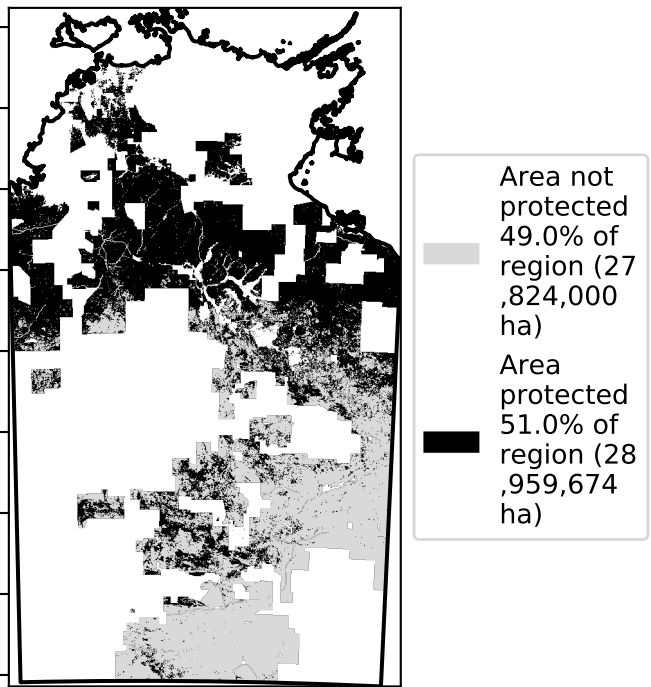 Area not
protected
49.0% of
region (27
,824,000
ha)
Area
protected
51.0% of
region (28
,959,674
ha)